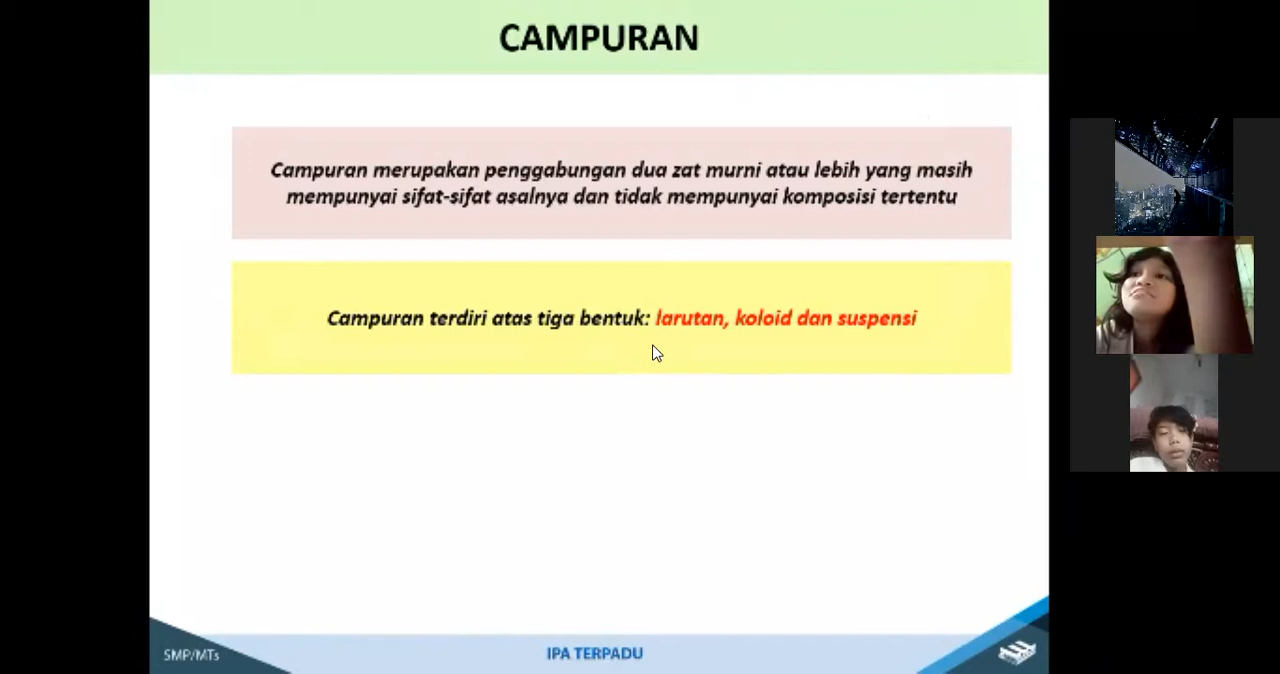 CAMPURAN
Campuran merupakan penggabungan dua zat murni atau lebih yang masih
mempunyai sifat-sifat asalnya dan tidak mempunyai komposisi tertentu
Campuran terdiri atas tiga bentuk: larutan, koloid dan suspensi
SMP/MTs
IPA TERPADU